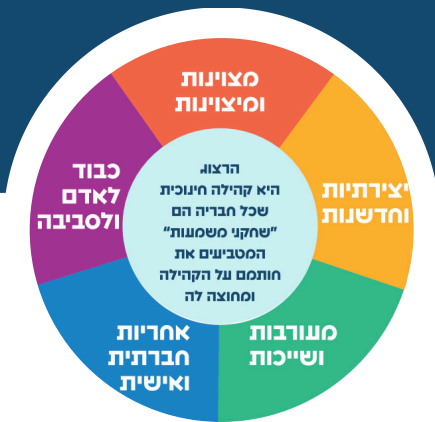 מצוינות
ומיצוינות
יצירתיות
וחדשנות
מעורבות
ושייכות
אחריות
חברתית
ואישית
כבוד
לאדם
ולסביבה
הרצוג
היא קהילה חינוכית
שכל חבריה הם
"שחקני משמעות"
המטביעים את
חותמם על הקהילה
ומחוצה לה